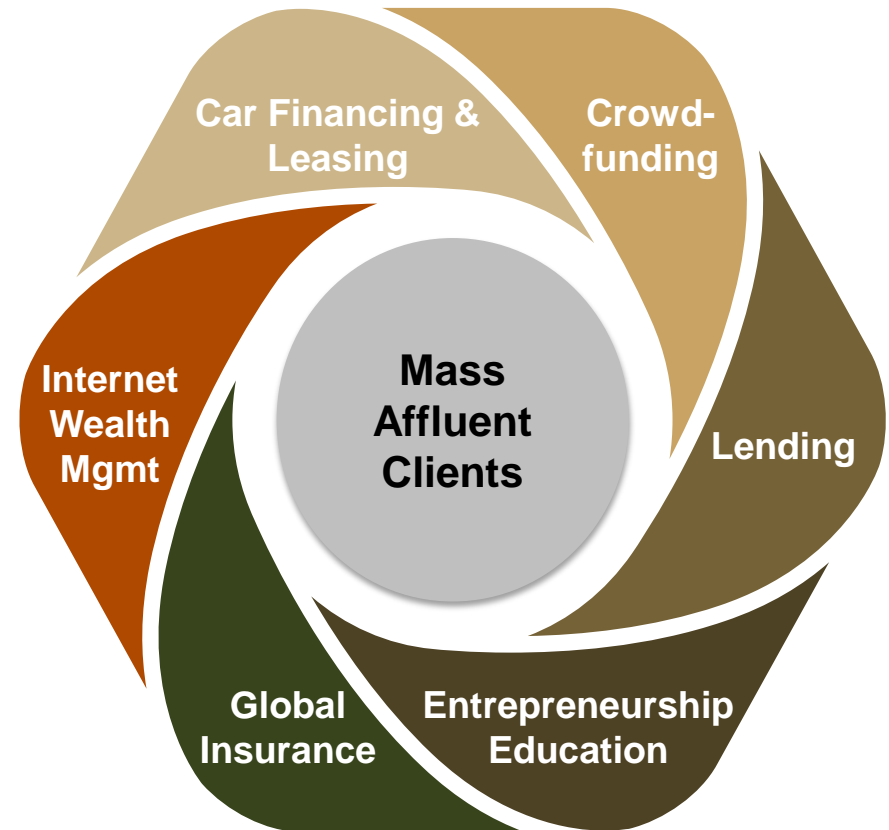 Car Financing &
Leasing
Crowd-
funding
Internet
Wealth
Mgmt
Mass
Affluent
Clients
Lending
Global
Insurance
Entrepreneurship
Education